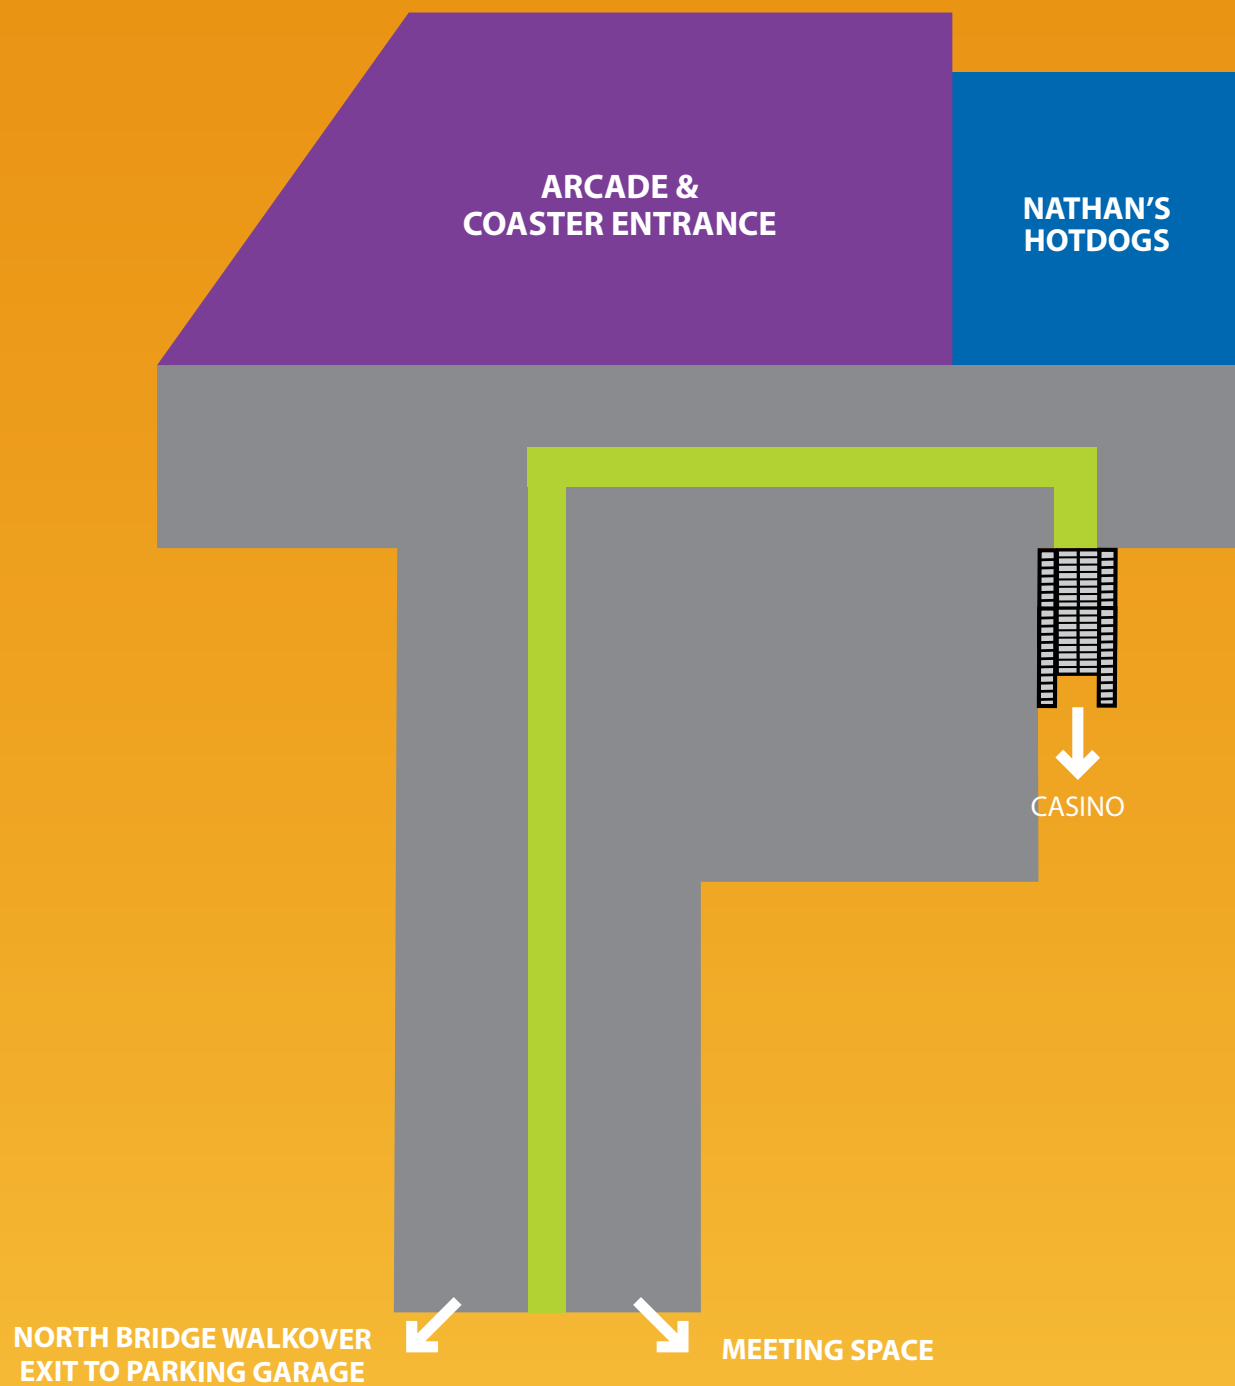 ARCADE &
COASTER ENTRANCE
NATHAN'S
HOTDOGS
CASINO
NORTH BRIDGE WALKOVER
EXIT TO PARKING GARAGE
MEETING SPACE